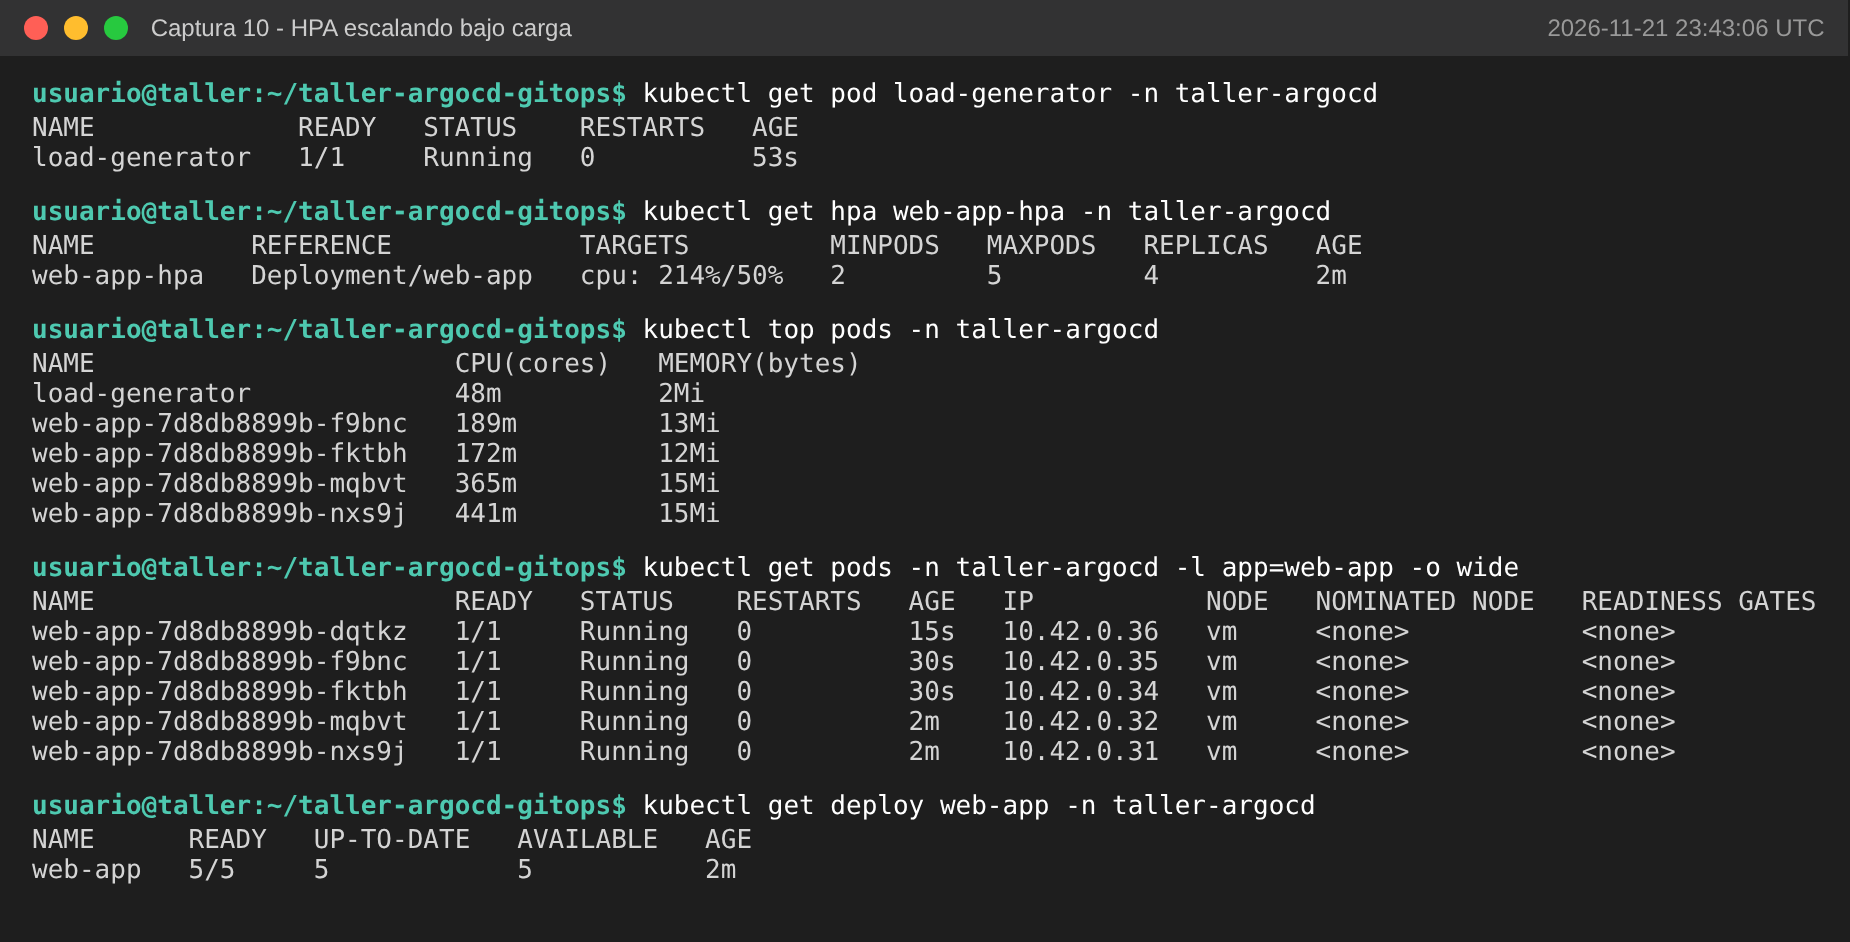 Captura 10 - HPA escalando bajo carga
2026-11-21 23:43:06 UTC
usuario@taller:~/taller-argocd-gitops$ kubectl get pod load-generator -n taller-argocd
NAME             READY   STATUS    RESTARTS   AGE
load-generator   1/1     Running   0          53s
usuario@taller:~/taller-argocd-gitops$ kubectl get hpa web-app-hpa -n taller-argocd
NAME          REFERENCE            TARGETS         MINPODS   MAXPODS   REPLICAS   AGE
web-app-hpa   Deployment/web-app   cpu: 214%/50%   2         5         4          2m
usuario@taller:~/taller-argocd-gitops$ kubectl top pods -n taller-argocd
NAME                       CPU(cores)   MEMORY(bytes)
load-generator             48m          2Mi
web-app-7d8db8899b-f9bnc   189m         13Mi
web-app-7d8db8899b-fktbh   172m         12Mi
web-app-7d8db8899b-mqbvt   365m         15Mi
web-app-7d8db8899b-nxs9j   441m         15Mi
usuario@taller:~/taller-argocd-gitops$ kubectl get pods -n taller-argocd -l app=web-app -o wide
NAME                       READY   STATUS    RESTARTS   AGE   IP           NODE   NOMINATED NODE   READINESS GATES
web-app-7d8db8899b-dqtkz   1/1     Running   0          15s   10.42.0.36   vm     <none>           <none>
web-app-7d8db8899b-f9bnc   1/1     Running   0          30s   10.42.0.35   vm     <none>           <none>
web-app-7d8db8899b-fktbh   1/1     Running   0          30s   10.42.0.34   vm     <none>           <none>
web-app-7d8db8899b-mqbvt   1/1     Running   0          2m    10.42.0.32   vm     <none>           <none>
web-app-7d8db8899b-nxs9j   1/1     Running   0          2m    10.42.0.31   vm     <none>           <none>
usuario@taller:~/taller-argocd-gitops$ kubectl get deploy web-app -n taller-argocd
NAME      READY   UP-TO-DATE   AVAILABLE   AGE
web-app   5/5     5            5           2m